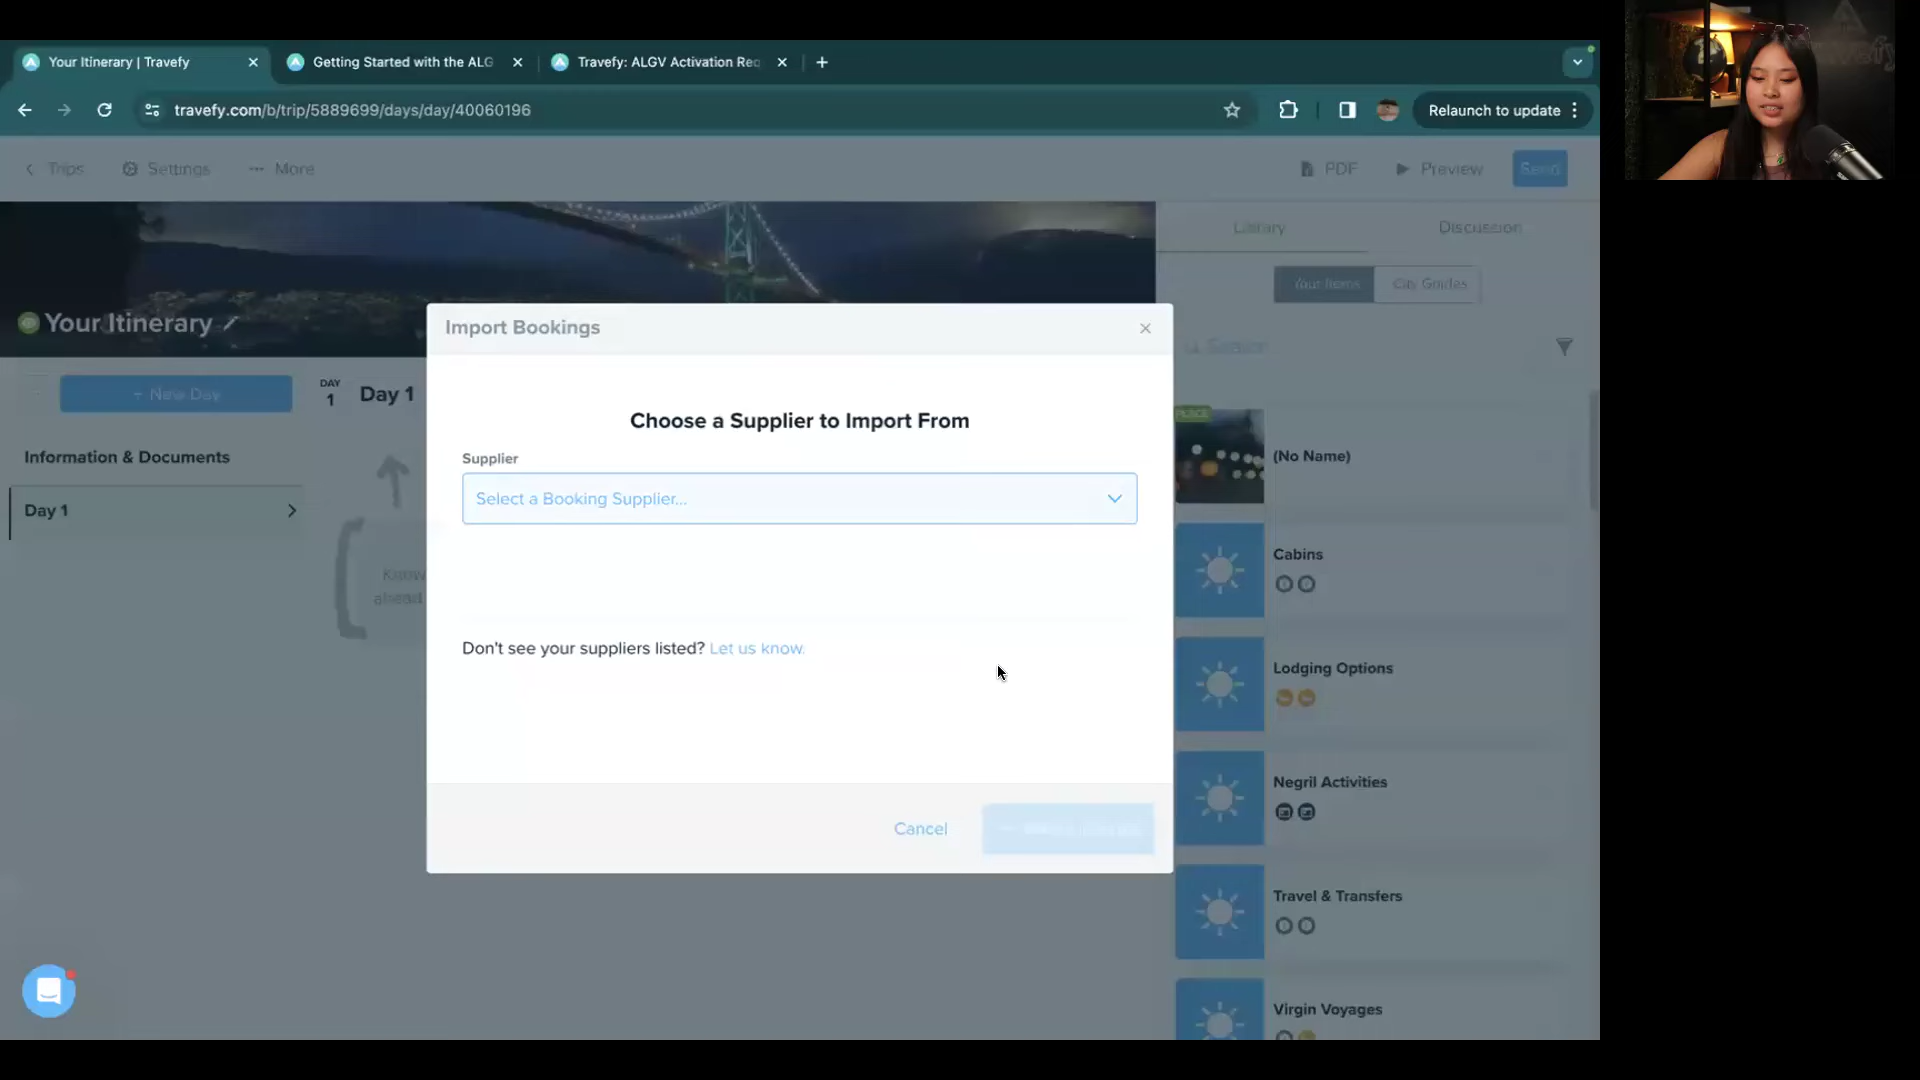 Your Itinerary | Travefy
Getting Started with the ALG
Travefy: ALGV Activation Req
travefy.com/b/trip/5889699/days/day/40060196
Relaunch to update
Trips
Settings
More
PDF
Preview
Send
Library
Discussion
Your Items
City Guides
Search
Your Itinerary
+ New Day
DAY
1
Day 1
Information & Documents
Day 1
Know
ahead
Import Bookings
Choose a Supplier to Import From
Supplier
Select a Booking Supplier...
Don't see your suppliers listed? Let us know.
Cancel
PLACE
(No Name)
Cabins
Lodging Options
Negril Activities
Travel & Transfers
Virgin Voyages